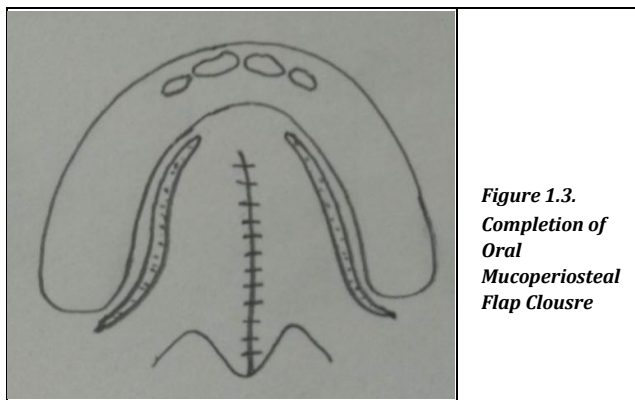 Figure 1.3.
Completion of
Oral
Mucoperiosteal
Flap Clousre